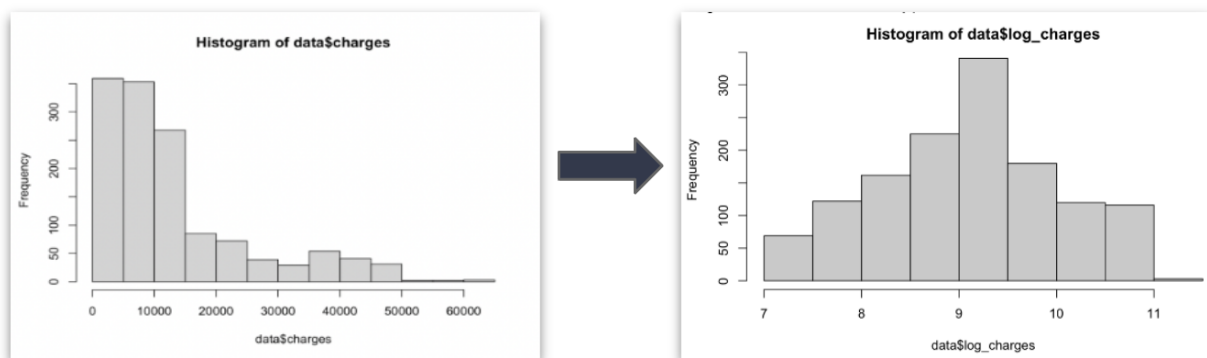 Histogram of data$charges
Frequency
300
200
100
50
0
0 10000 20000 30000 40000 50000 60000
data$charges
Histogram of data$log_charges
Frequency
300
200
100
50
0
7 8 9 10 11
data$log_charges